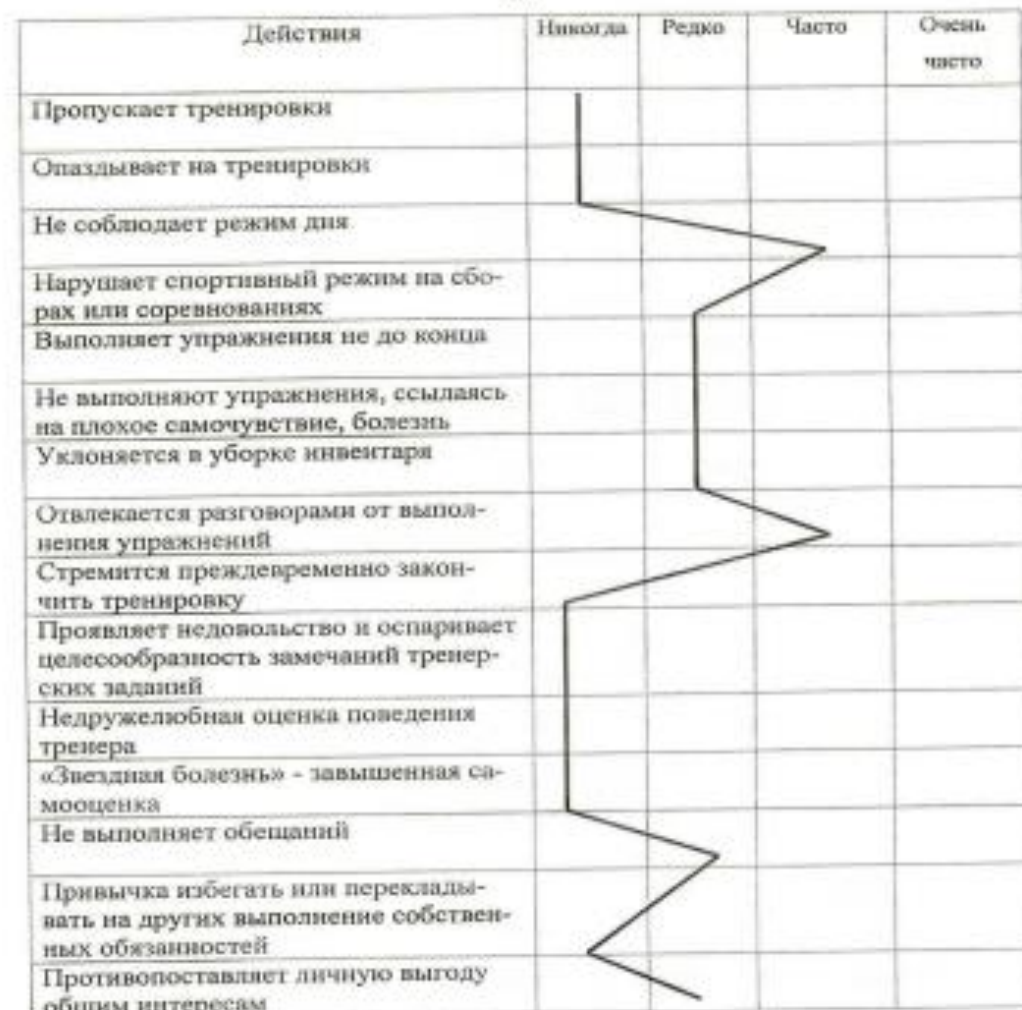 Действия Никогда Редко Часто Очень
часто
Пропускает тренировки
Опаздывает на тренировки
Не соблюдает режим дня
Нарушает спортивный режим на сбо-
рах или соревнованиях
Выполняет упражнения не до конца
Не выполняют упражнения, ссылаясь
на плохое самочувствие, болезнь
Уклоняется в уборке инвентаря
Отвлекается разговорами от выпол-
нения упражнений
Стремится преждевременно закон-
чить тренировку
Проявляет недовольство и оспаривает
целесообразность замечаний тренер-
ских заданий
Недружелюбная оценка поведения
тренера
«Звездная болезнь» - завышенная са-
мооценка
Не выполняет обещаний
Привычка избегать или переклады-
вать на других выполнение собствен-
ных обязанностей
Противопоставляет личную выгоду
общим интересам